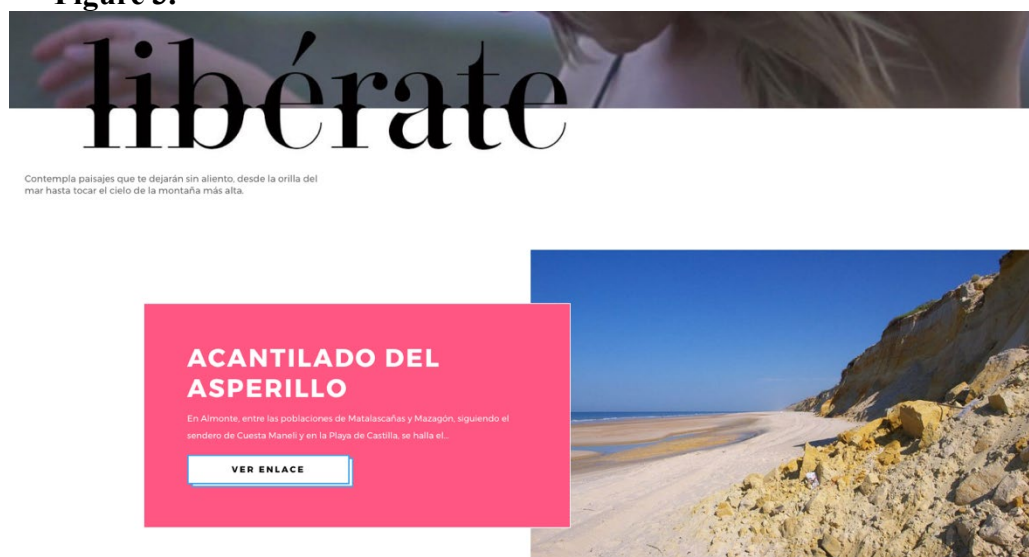 Figure 3:
libérate
Contempla paisajes que te dejarán sin aliento, desde la orilla del
mar hasta tocar el cielo de la montaña más alta.
ACANTILADO DEL
ASPERILLO
En Almonte, entre las poblaciones de Matalascañas y Mazagón, siguiendo el
sendero de Cuesta Maneli y en la Playa de Castilla, se halla el...
VER ENLACE